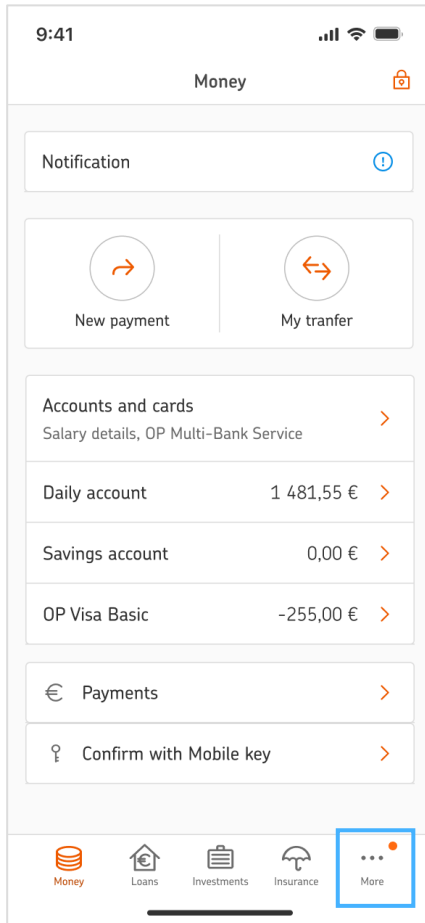 9:41
Money
Notification
New payment
My tranfer
Accounts and cards
Salary details, OP Multi-Bank Service
Daily account 1 481,55 €
Savings account 0,00 €
OP Visa Basic -255,00 €
€ Payments
Confirm with Mobile key
Money Loans Investments Insurance More